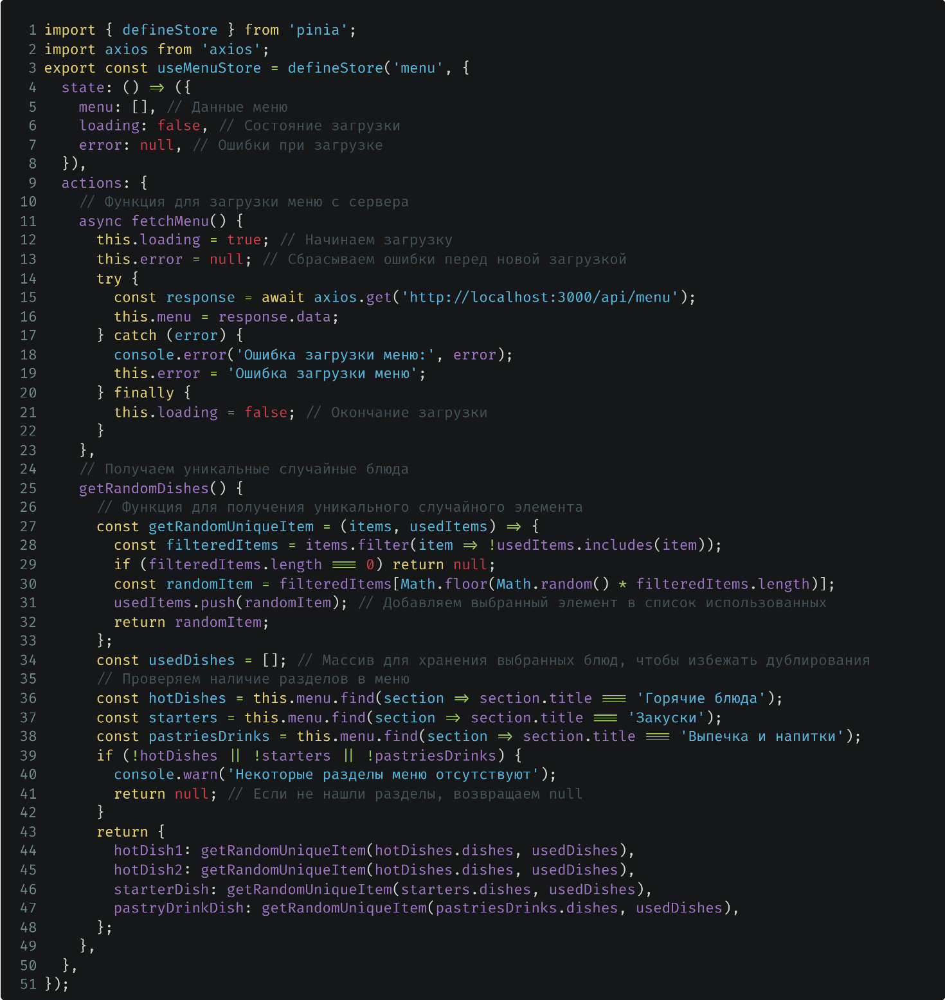 1 import { defineStore } from 'pinia';
2 import axios from 'axios';
3 export const useMenuStore = defineStore('menu', {
4   state: () => ({
5     menu: [], // Данные меню
6     loading: false, // Состояние загрузки
7     error: null, // Ошибки при загрузке
8   }),
9   actions: {
10     // Функция для загрузки меню с сервера
11     async fetchMenu() {
12       this.loading = true; // Начинаем загрузку
13       this.error = null; // Сбрасываем ошибки перед новой загрузкой
14       try {
15         const response = await axios.get('http://localhost:3000/api/menu');
16         this.menu = response.data;
17       } catch (error) {
18         console.error('Ошибка загрузки меню:', error);
19         this.error = 'Ошибка загрузки меню';
20       } finally {
21         this.loading = false; // Окончание загрузки
22       }
23     },
24     // Получаем уникальные случайные блюда
25     getRandomDishes() {
26       // Функция для получения уникального случайного элемента
27       const getRandomUniqueItem = (items, usedItems) => {
28         const filteredItems = items.filter(item => !usedItems.includes(item));
29         if (filteredItems.length === 0) return null;
30         const randomItem = filteredItems[Math.floor(Math.random() * filteredItems.length)];
31         usedItems.push(randomItem); // Добавляем выбранный элемент в список использованных
32         return randomItem;
33       };
34       const usedDishes = []; // Массив для хранения выбранных блюд, чтобы избежать дублирования
35       // Проверяем наличие разделов в меню
36       const hotDishes = this.menu.find(section => section.title === 'Горячие блюда');
37       const starters = this.menu.find(section => section.title === 'Закуски');
38       const pastriesDrinks = this.menu.find(section => section.title === 'Выпечка и напитки');
39       if (!hotDishes || !starters || !pastriesDrinks) {
40         console.warn('Некоторые разделы меню отсутствуют');
41         return null; // Если не нашли разделы, возвращаем null
42       }
43       return {
44         hotDish1: getRandomUniqueItem(hotDishes.dishes, usedDishes),
45         hotDish2: getRandomUniqueItem(hotDishes.dishes, usedDishes),
46         starterDish: getRandomUniqueItem(starters.dishes, usedDishes),
47         pastryDrinkDish: getRandomUniqueItem(pastriesDrinks.dishes, usedDishes),
48       };
49     },
50   },
51 });